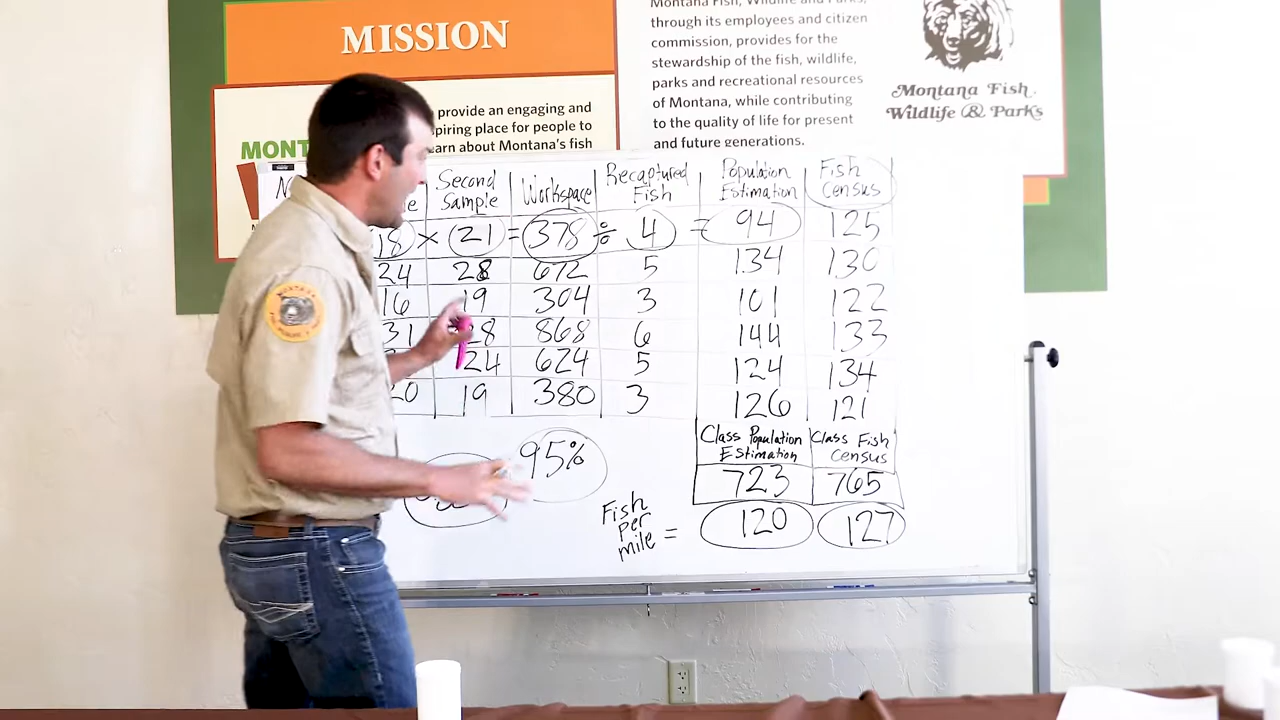 MISSION
provide an engaging and
piring place for people to
earn about Montana's fish
MONT
Montana Fish, Wildlife and Parks,
through its employees and citizen
commission, provides for the
stewardship of the fish, wildlife,
parks and recreational resources
of Montana, while contributing
to the quality of life for present
and future generations.
Montana Fish,
Wildlife & Parks
Second Sample Workspace Recaptured Fish Population Estimation Fish Census
18 × 21 = 378 ÷ 4 = 94 125
24 28 672 5 134 130
16 19 304 3 101 122
31 28 868 6 144 133
24 624 5 124 134
20 19 380 3 126 121
Class Population Estimation Class Fish Census
723 765
95%
Fish per mile = 120 127
MONTANA